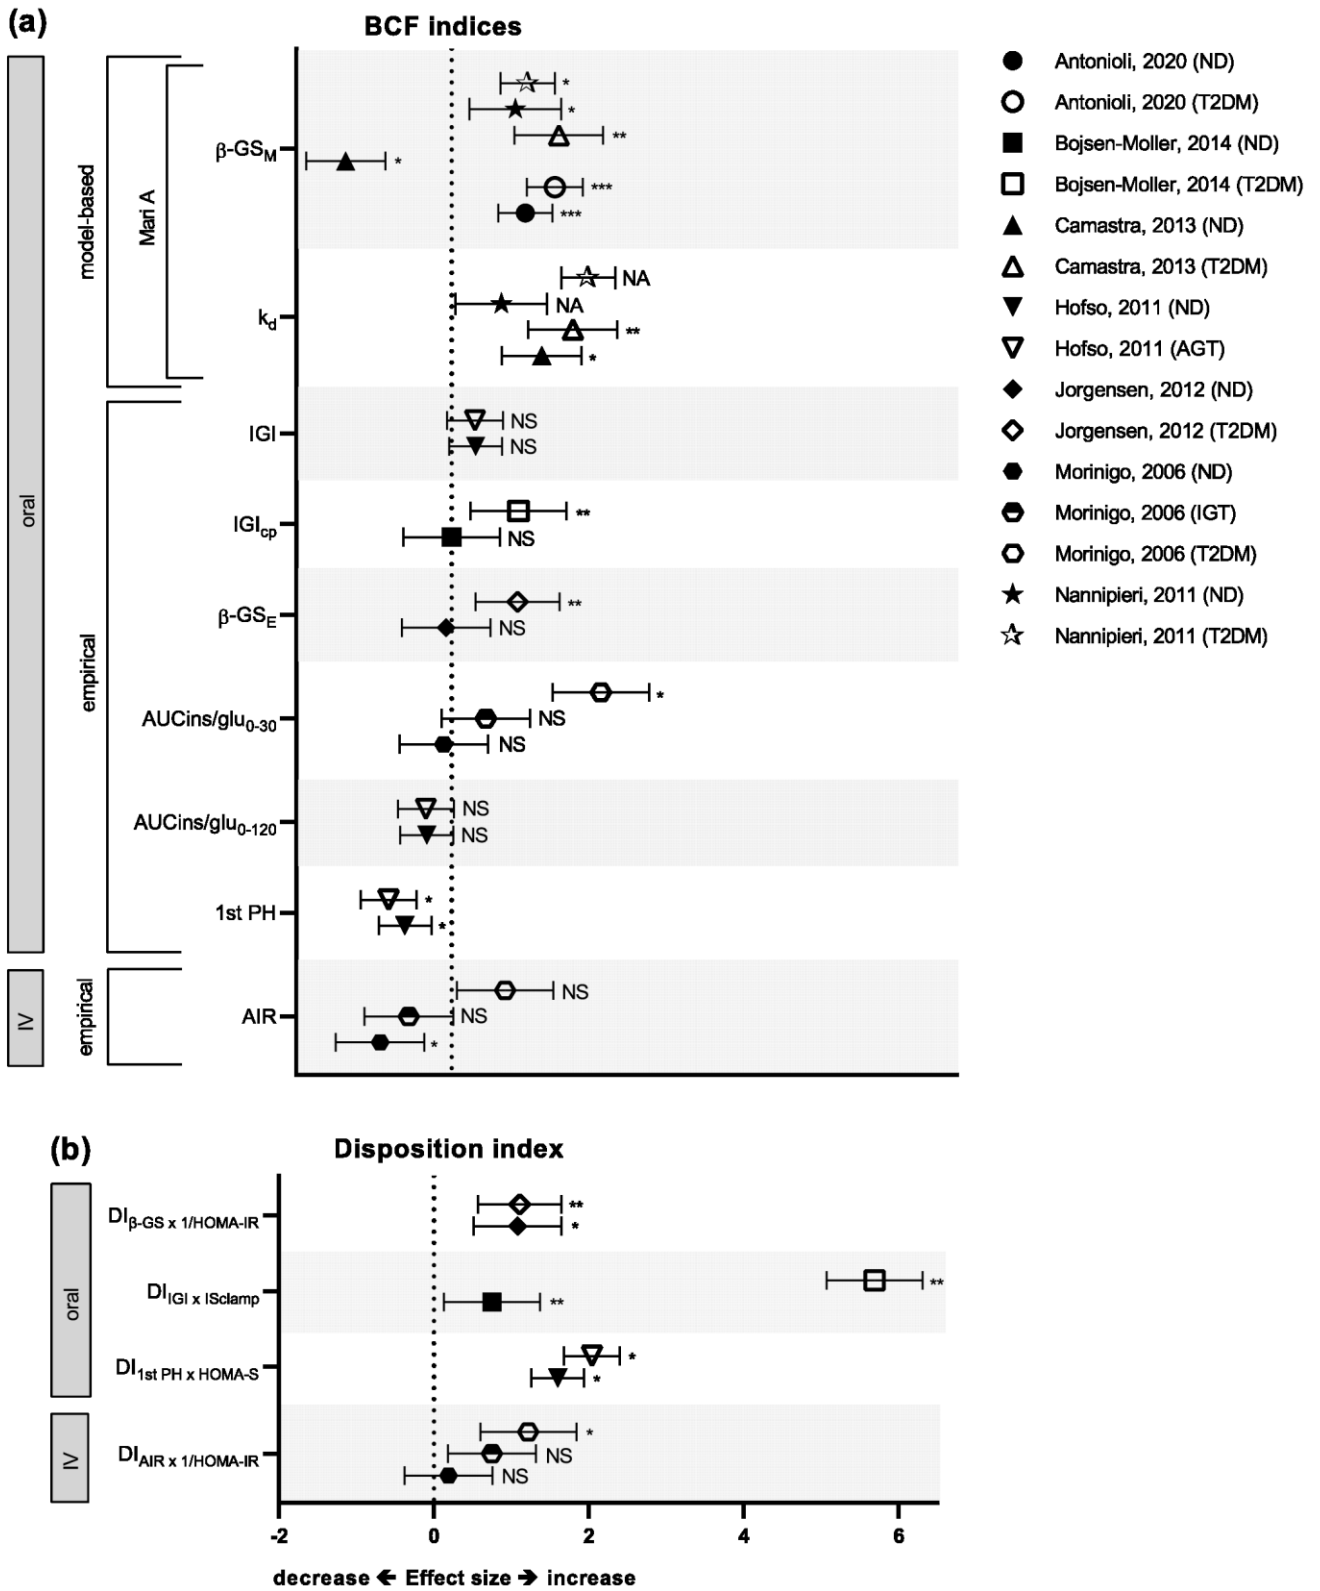 (a)
BCF indices
oral
model-based
Mari A
β-GSM
*
*
**
*
***
***
kd
NA
NA
**
*
empirical
IGI
NS
NS
IGIcp
**
NS
β-GSE
**
NS
AUCins/glu0-30
*
NS
NS
AUCins/glu0-120
NS
NS
1st PH
*
*
IV
empirical
AIR
NS
NS
*
Antonioli, 2020 (ND)
Antonioli, 2020 (T2DM)
Bojsen-Moller, 2014 (ND)
Bojsen-Moller, 2014 (T2DM)
Camastra, 2013 (ND)
Camastra, 2013 (T2DM)
Hofso, 2011 (ND)
Hofso, 2011 (AGT)
Jorgensen, 2012 (ND)
Jorgensen, 2012 (T2DM)
Morinigo, 2006 (ND)
Morinigo, 2006 (IGT)
Morinigo, 2006 (T2DM)
Nannipieri, 2011 (ND)
Nannipieri, 2011 (T2DM)
(b)
Disposition index
oral
DIβ-GS x 1/HOMA-IR
**
*
DIIGI x ISclamp
**
**
DI1st PH x HOMA-S
*
*
IV
DIAIR x 1/HOMA-IR
*
NS
NS
-2 0 2 4 6
decrease ← Effect size → increase